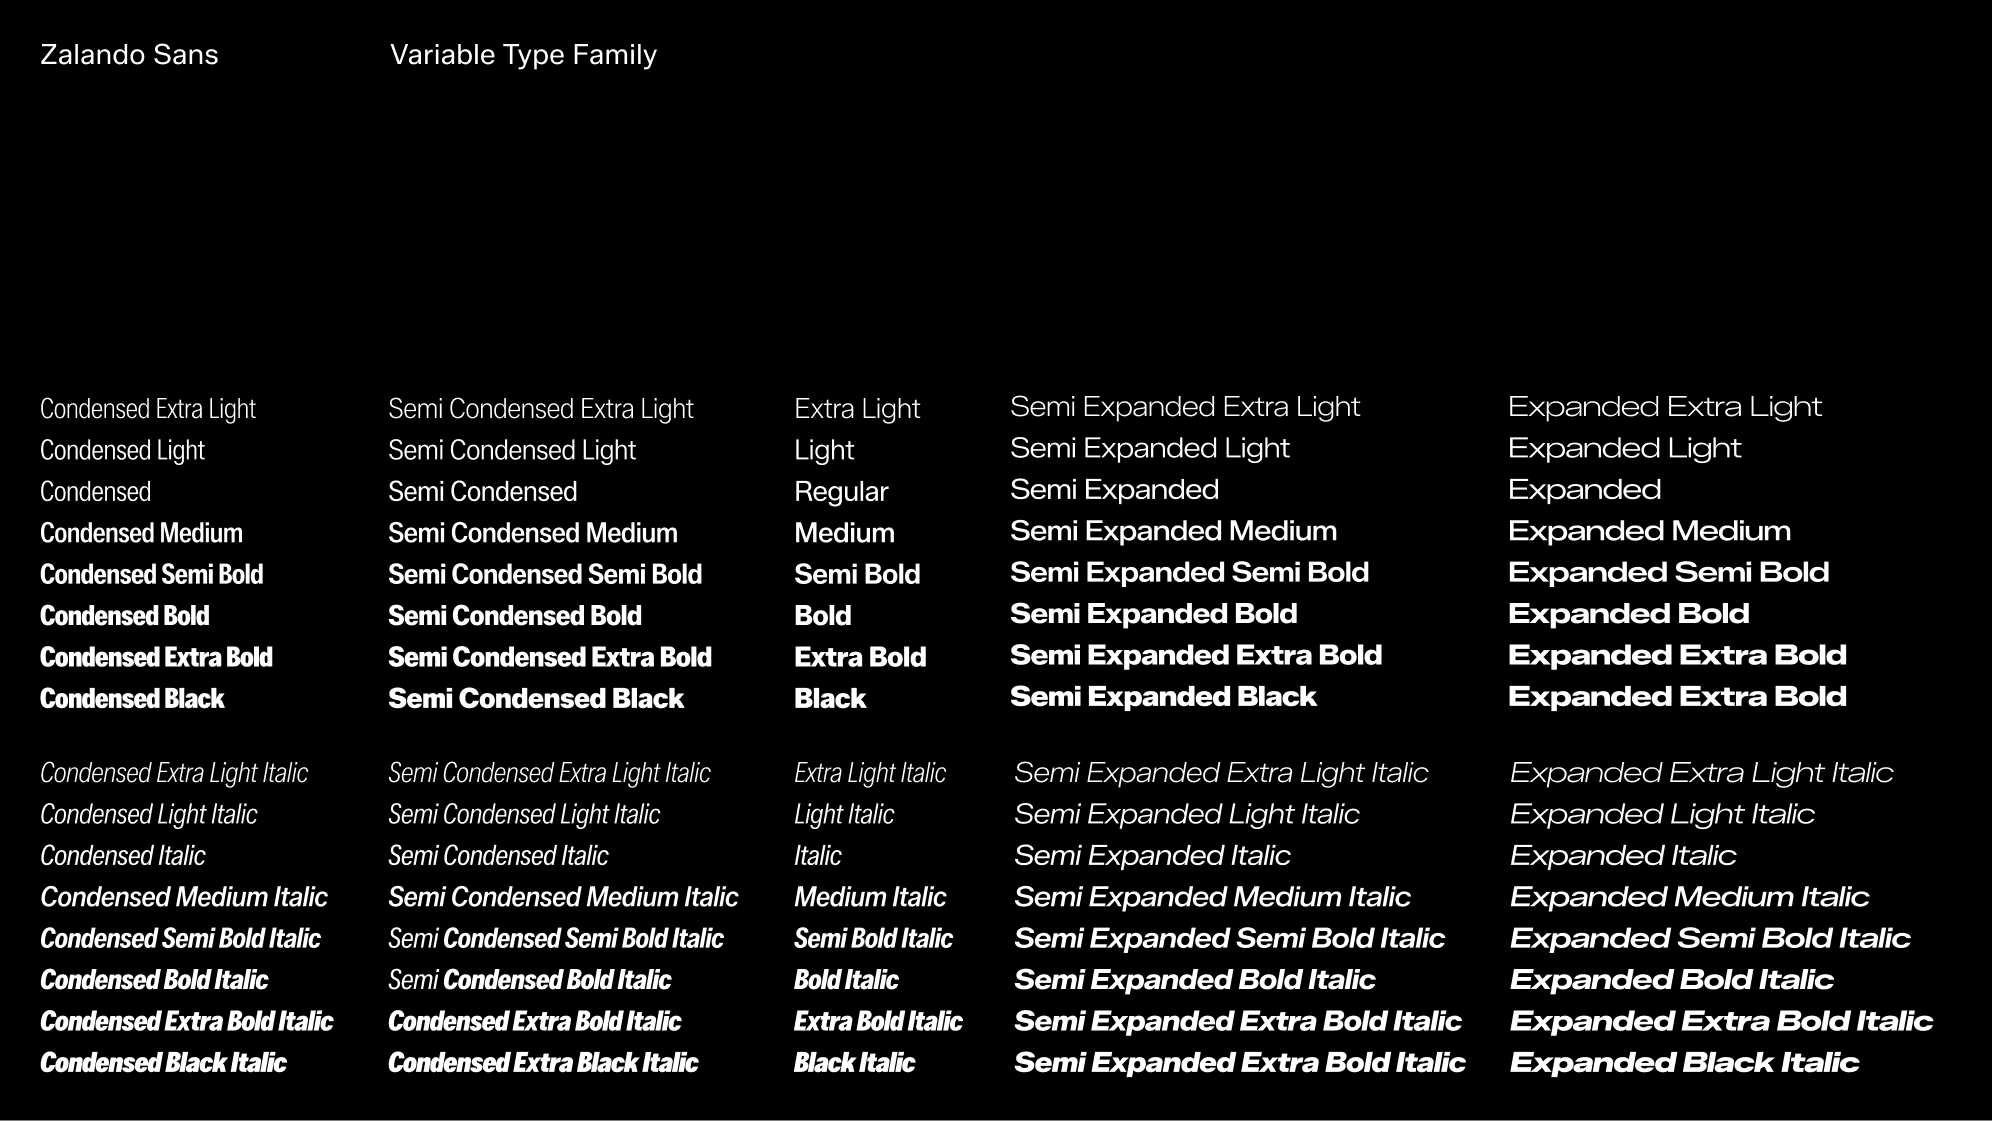 Zalando Sans
Variable Type Family
Condensed Extra Light
Condensed Light
Condensed
Condensed Medium
Condensed Semi Bold
Condensed Bold
Condensed Extra Bold
Condensed Black
Semi Condensed Extra Light
Semi Condensed Light
Semi Condensed
Semi Condensed Medium
Semi Condensed Semi Bold
Semi Condensed Bold
Semi Condensed Extra Bold
Semi Condensed Black
Extra Light
Light
Regular
Medium
Semi Bold
Bold
Extra Bold
Black
Semi Expanded Extra Light
Semi Expanded Light
Semi Expanded
Semi Expanded Medium
Semi Expanded Semi Bold
Semi Expanded Bold
Semi Expanded Extra Bold
Semi Expanded Black
Expanded Extra Light
Expanded Light
Expanded
Expanded Medium
Expanded Semi Bold
Expanded Bold
Expanded Extra Bold
Expanded Extra Bold
Condensed Extra Light Italic
Condensed Light Italic
Condensed Italic
Condensed Medium Italic
Condensed Semi Bold Italic
Condensed Bold Italic
Condensed Extra Bold Italic
Condensed Black Italic
Semi Condensed Extra Light Italic
Semi Condensed Light Italic
Semi Condensed Italic
Semi Condensed Medium Italic
Semi Condensed Semi Bold Italic
Semi Condensed Bold Italic
Condensed Extra Bold Italic
Condensed Extra Black Italic
Extra Light Italic
Light Italic
Italic
Medium Italic
Semi Bold Italic
Bold Italic
Extra Bold Italic
Black Italic
Semi Expanded Extra Light Italic
Semi Expanded Light Italic
Semi Expanded Italic
Semi Expanded Medium Italic
Semi Expanded Semi Bold Italic
Semi Expanded Bold Italic
Semi Expanded Extra Bold Italic
Semi Expanded Extra Bold Italic
Expanded Extra Light Italic
Expanded Light Italic
Expanded Italic
Expanded Medium Italic
Expanded Semi Bold Italic
Expanded Bold Italic
Expanded Extra Bold Italic
Expanded Black Italic